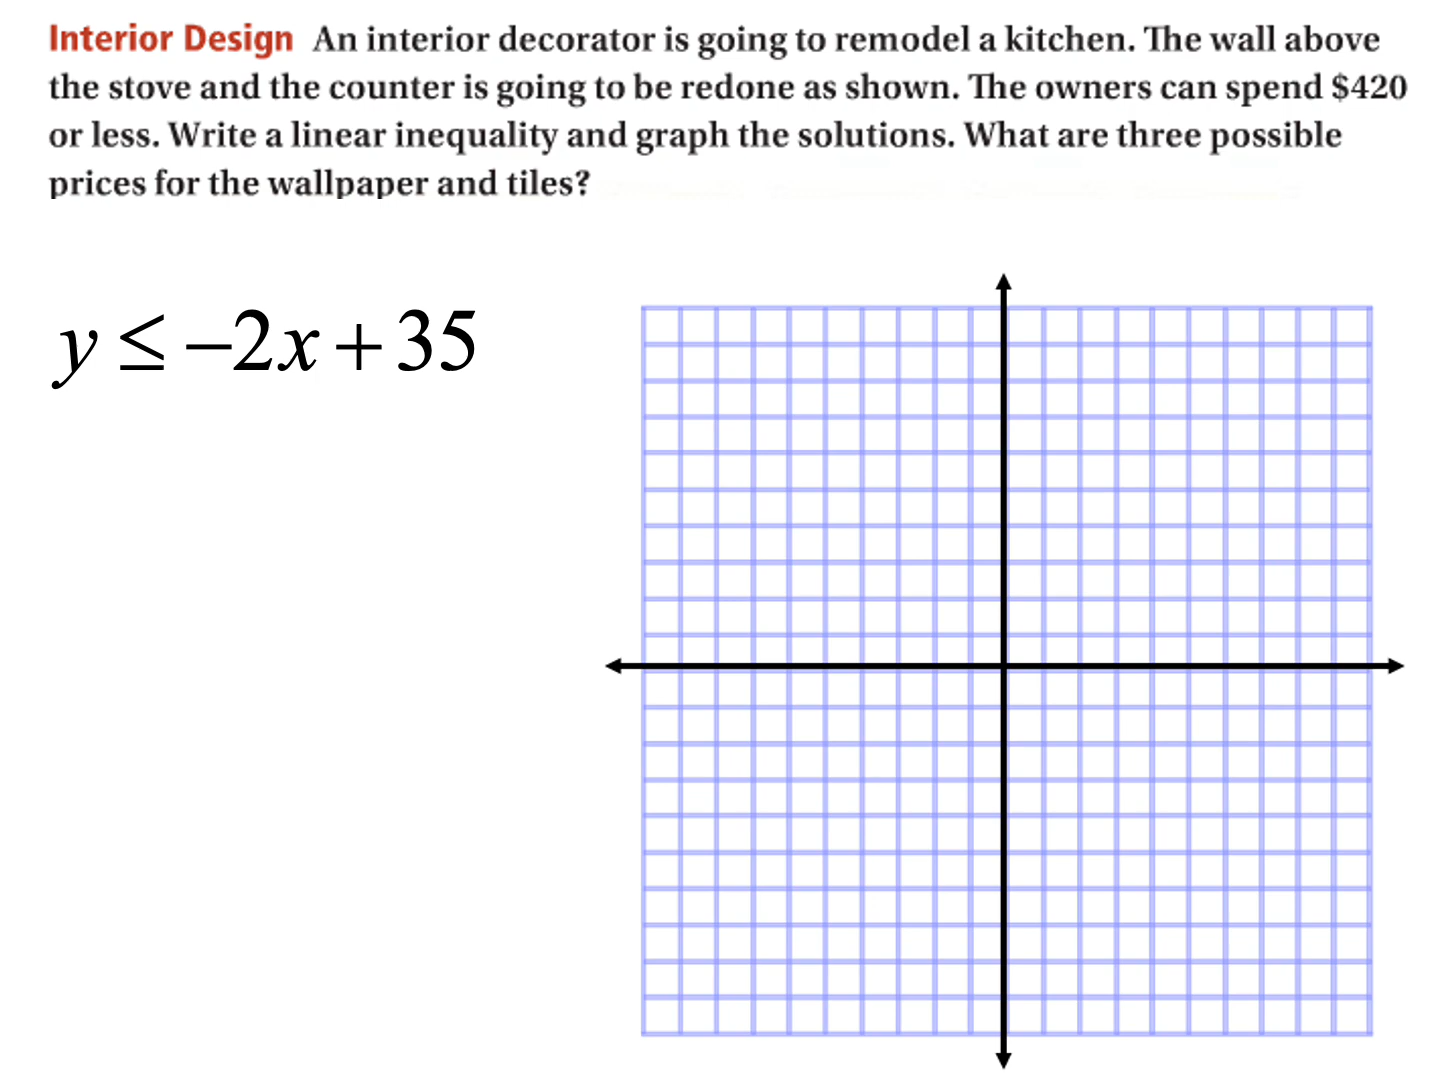 Interior Design An interior decorator is going to remodel a kitchen. The wall above
the stove and the counter is going to be redone as shown. The owners can spend $420
or less. Write a linear inequality and graph the solutions. What are three possible
prices for the wallpaper and tiles?
y ≤ −2x + 35